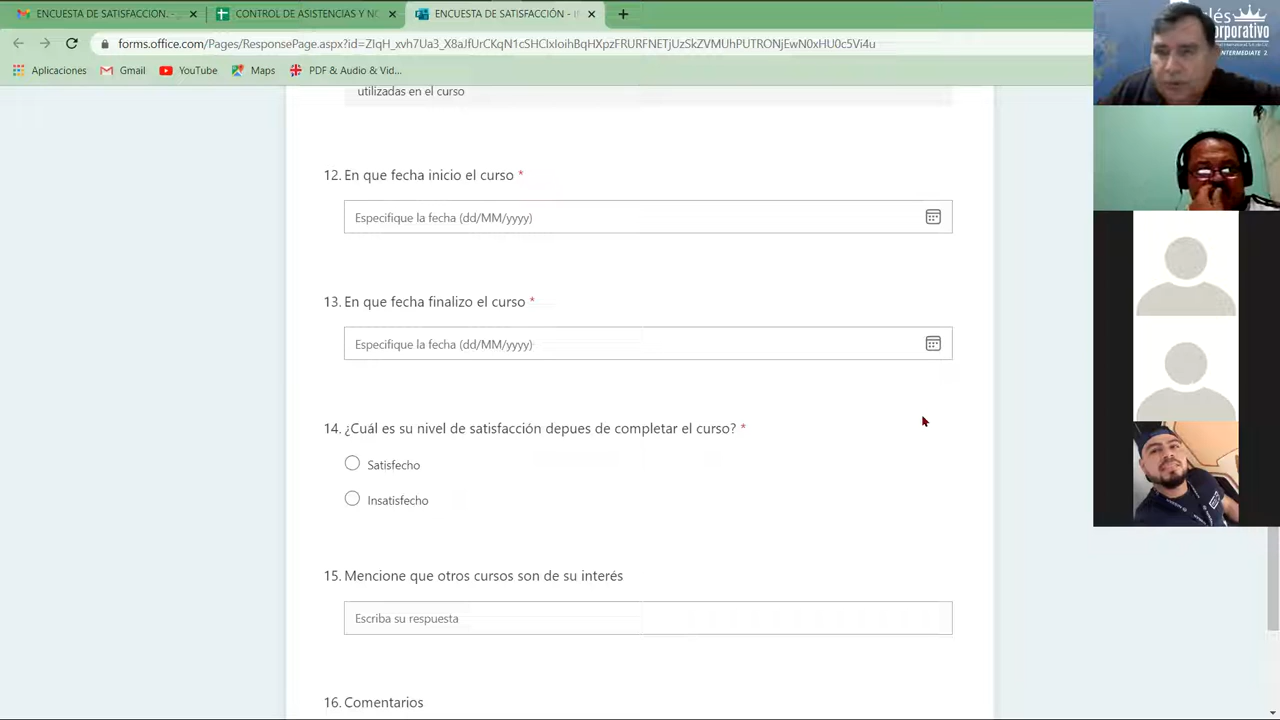 ENCUESTA DE SATISFACCION. -
CONTROL DE ASISTENCIAS Y NO
ENCUESTA DE SATISFACCIÓN - I
forms.office.com/Pages/ResponsePage.aspx?id=ZIqH_xvh7Ua3_X8aJfUrCKqN1cSHCixioihBqHXpzFRURFNETjUzSkZVMUhPUTRONjEwN0xHU0c5Vi4u
Aplicaciones
Gmail
YouTube
Maps
PDF & Audio & Vid...
utilizadas en el curso
12. En que fecha inicio el curso *
Especifique la fecha (dd/MM/yyyy)
13. En que fecha finalizo el curso *
Especifique la fecha (dd/MM/yyyy)
14. ¿Cuál es su nivel de satisfacción depues de completar el curso? *
Satisfecho
Insatisfecho
15. Mencione que otros cursos son de su interés
Escriba su respuesta
16. Comentarios
INTERMEDIATE 2